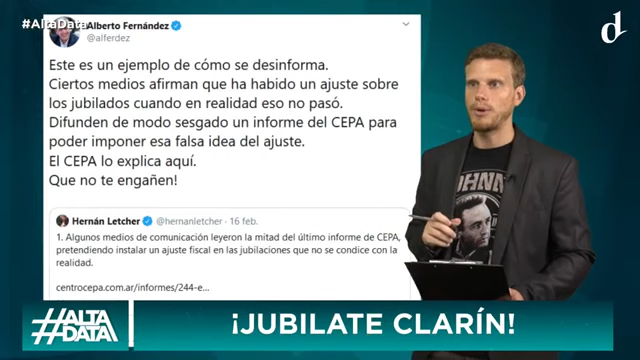 #AltaData
Alberto Fernández
@alferdez
Este es un ejemplo de cómo se desinforma.
Ciertos medios afirman que ha habido un ajuste sobre
los jubilados cuando en realidad eso no pasó.
Difunden de modo sesgado un informe del CEPA para
poder imponer esa falsa idea del ajuste.
El CEPA lo explica aquí.
Que no te engañen!
Hernán Letcher @hernanletcher · 16 feb.
1. Algunos medios de comunicación leyeron la mitad del último informe de CEPA,
pretendiendo instalar un ajuste fiscal en las jubilaciones que no se condice con la
realidad.
centrocepa.com.ar/informes/244-e...
d
JOHNNY
#ALTA
DATA
¡JUBILATE CLARÍN!